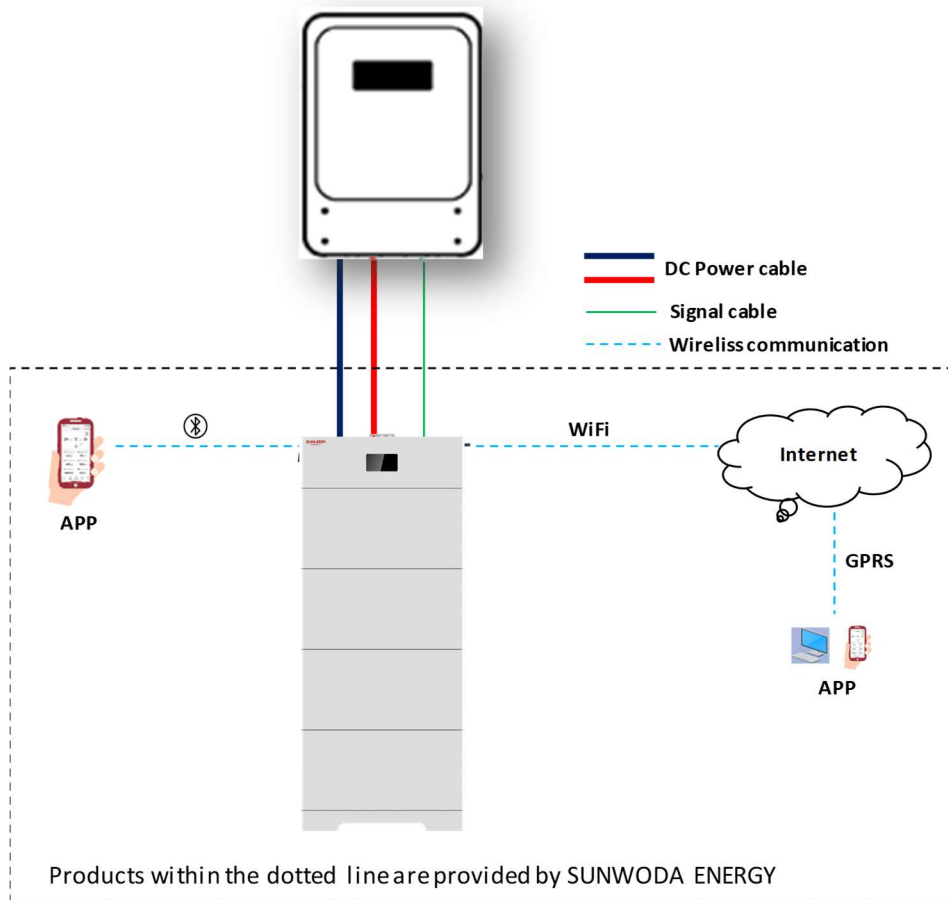 DC Power cable
Signal cable
Wireliss communication
WiFi
Internet
APP
GPRS
APP
Products within the dotted line are provided by SUNWODA ENERGY